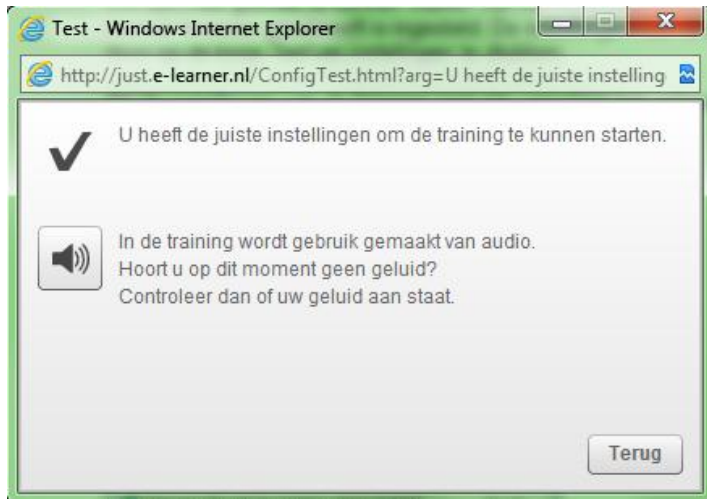 Test - Windows Internet Explorer
http://just.e-learner.nl/ConfigTest.html?arg=U heeft de juiste instelling
U heeft de juiste instellingen om de training te kunnen starten.
In de training wordt gebruik gemaakt van audio.
Hoort u op dit moment geen geluid?
Controleer dan of uw geluid aan staat.
Terug